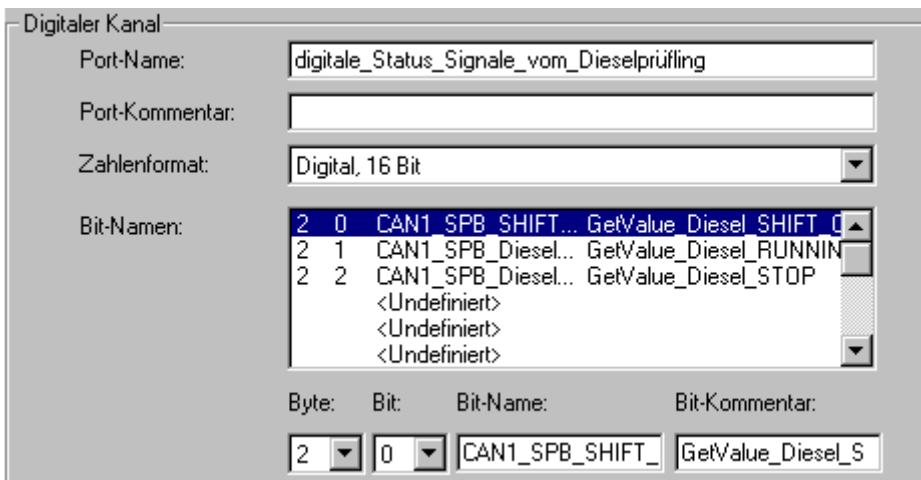 Digitaler Kanal
Port-Name: digitale_Status_Signale_vom_Dieselprüfling
Port-Kommentar:
Zahlenformat: Digital, 16 Bit
Bit-Namen: 2 0 CAN1_SPB_SHIFT... GetValue_Diesel_SHIFT_
2 1 CAN1_SPB_Diesel... GetValue_Diesel_RUNNIN
2 2 CAN1_SPB_Diesel... GetValue_Diesel_STOP
<Undefiniert>
<Undefiniert>
<Undefiniert>
Byte: Bit: Bit-Name: Bit-Kommentar:
2 0 CAN1_SPB_SHIFT_ GetValue_Diesel_S